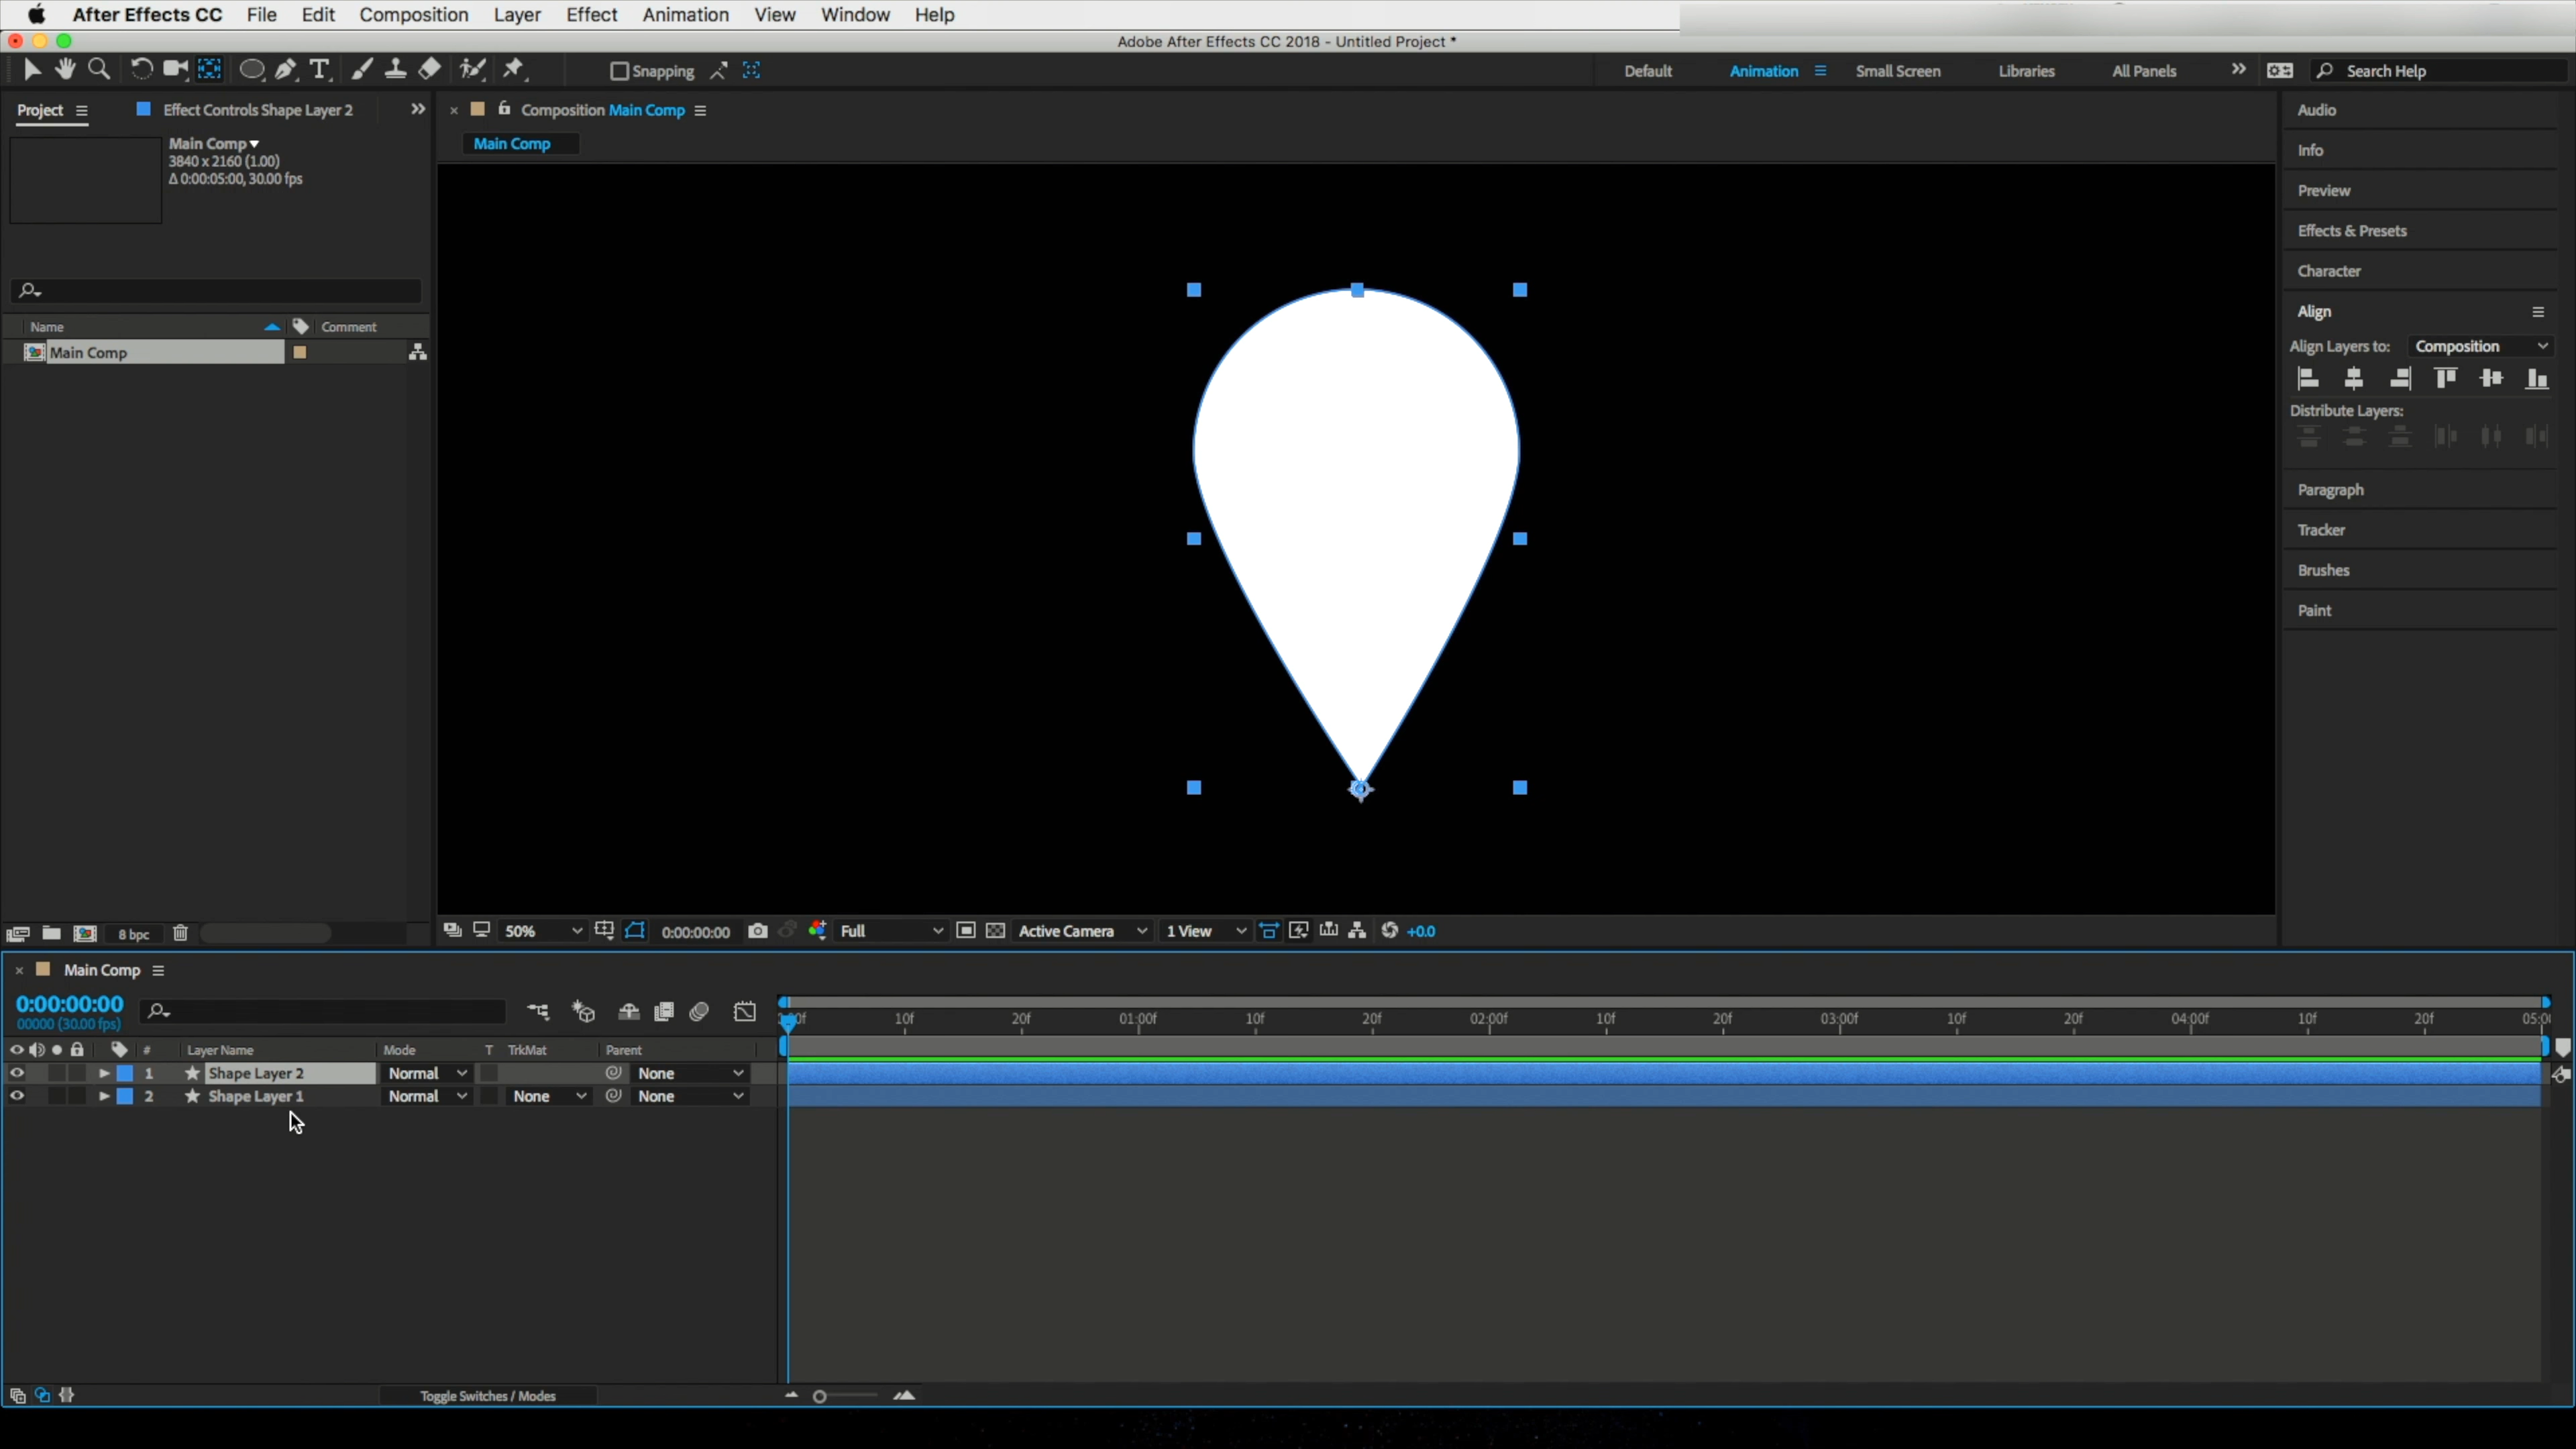 After Effects CC File Edit Composition Layer Effect Animation View Window Help
Adobe After Effects CC 2018 - Untitled Project *
Snapping
Default Animation Small Screen Libraries All Panels Search Help
Project Effect Controls Shape Layer 2
Main Comp
3840 x 2160 (1.00)
Δ 0:00:05:00, 30.00 fps
Name Comment
Main Comp
8 bpc
Composition Main Comp
Main Comp
50% 0:00:00:00 Full Active Camera 1 View +0.0
Audio
Info
Preview
Effects & Presets
Character
Align
Align Layers to: Composition
Distribute Layers:
Paragraph
Tracker
Brushes
Paint
Main Comp
0:00:00:00
00000 (30.00 fps)
10f 20f 01:00f 10f 20f 02:00f 10f 20f 03:00f 10f 20f 04:00f 10f 20f
# Layer Name Mode T TrkMat Parent
1 Shape Layer 2 Normal None
2 Shape Layer 1 Normal None None
Toggle Switches / Modes